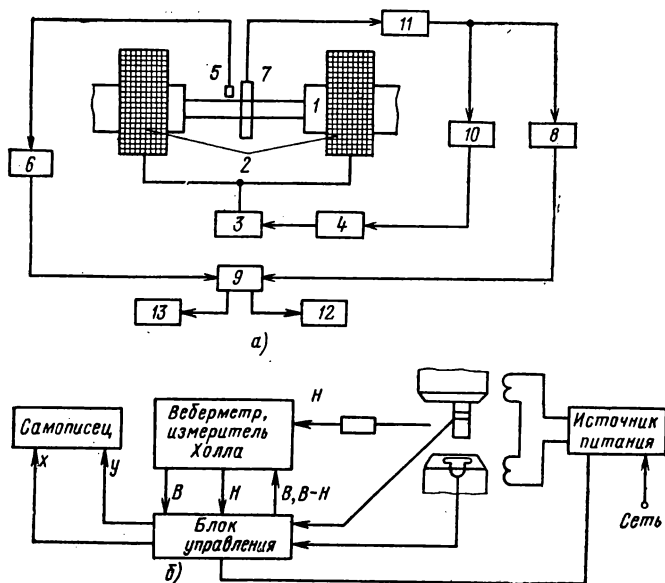 11
5
7
1
10
8
6
2
3
4
9
13
12
а)
Самописец
x
y
Веберметр,
измеритель
Холла
H
B
H
B, B-H
Блок
управления
Источник
питания
Сеть
б)